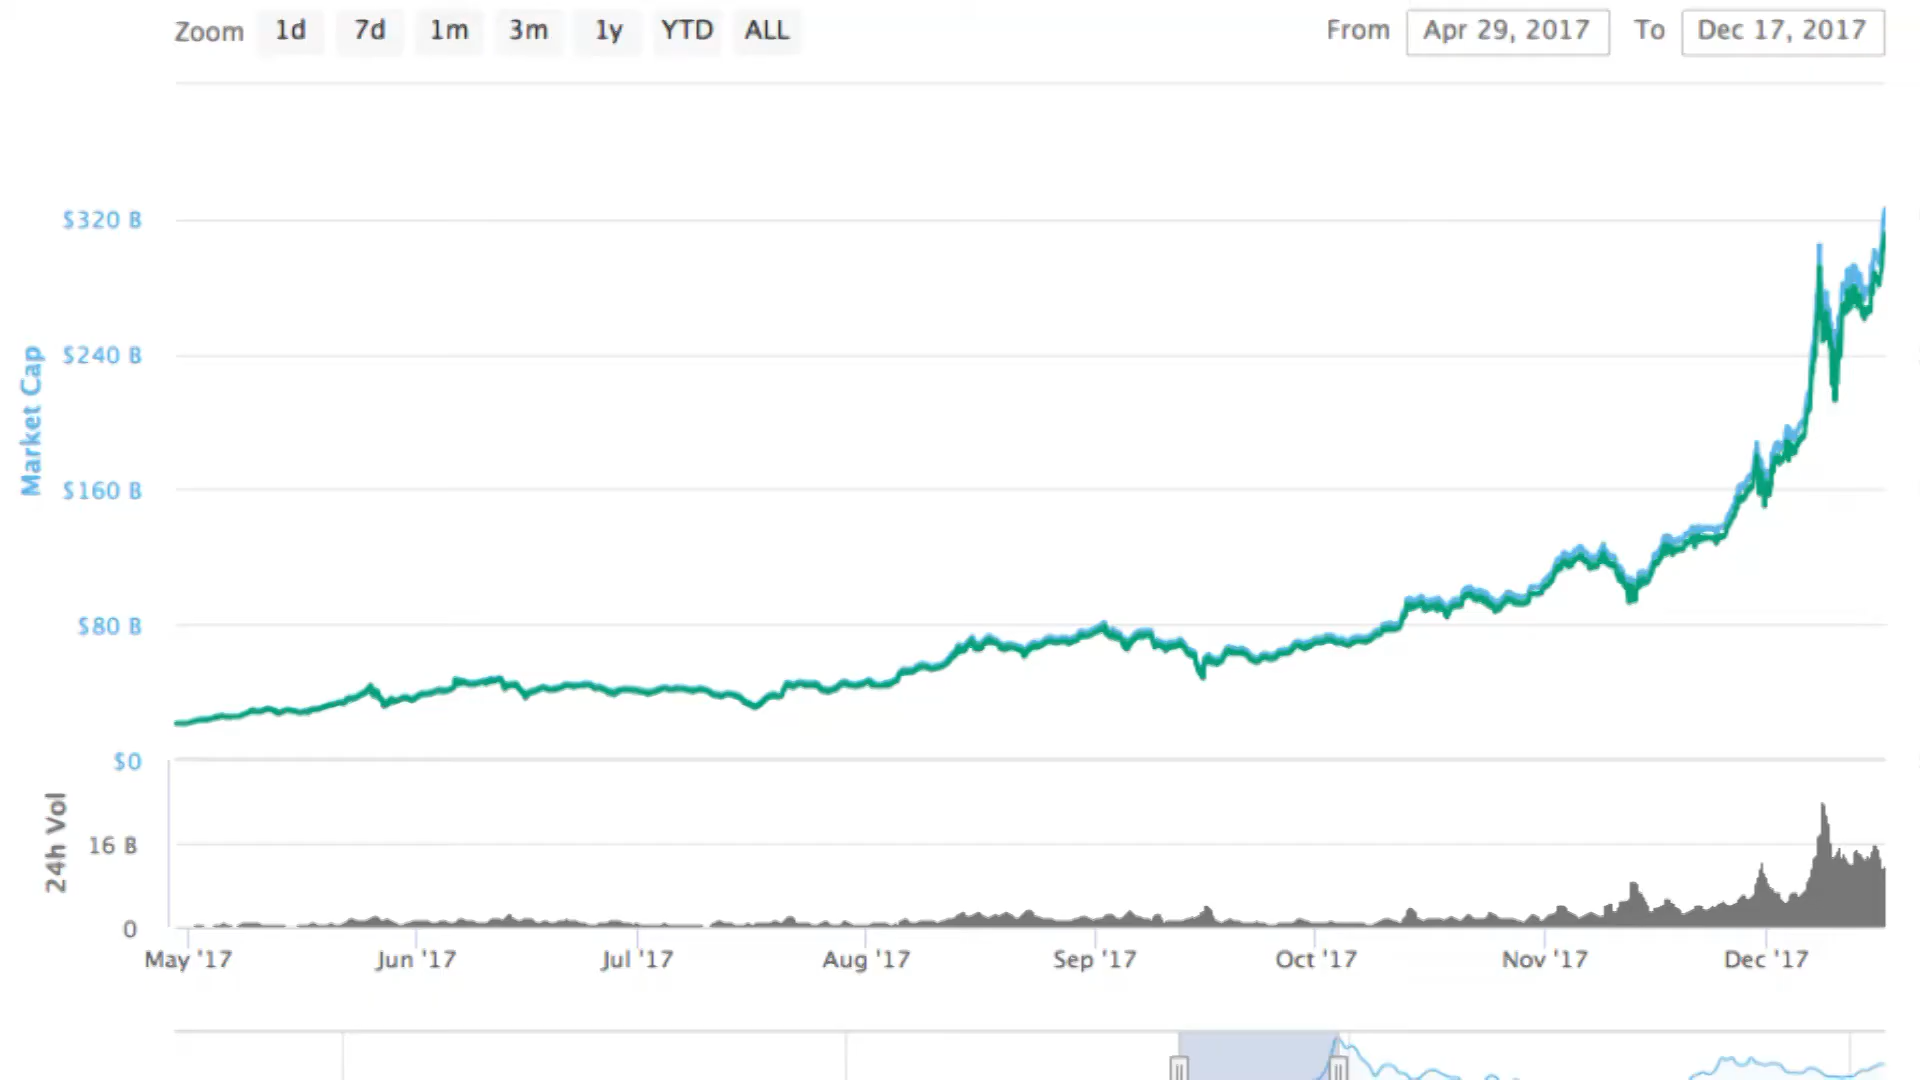 Zoom 1d 7d 1m 3m 1y YTD ALL From Apr 29, 2017 To Dec 17, 2017
$320 B
$240 B
Market Cap
$160 B
$80 B
$0
24h Vol
16 B
0
May '17 Jun '17 Jul '17 Aug '17 Sep '17 Oct '17 Nov '17 Dec '17